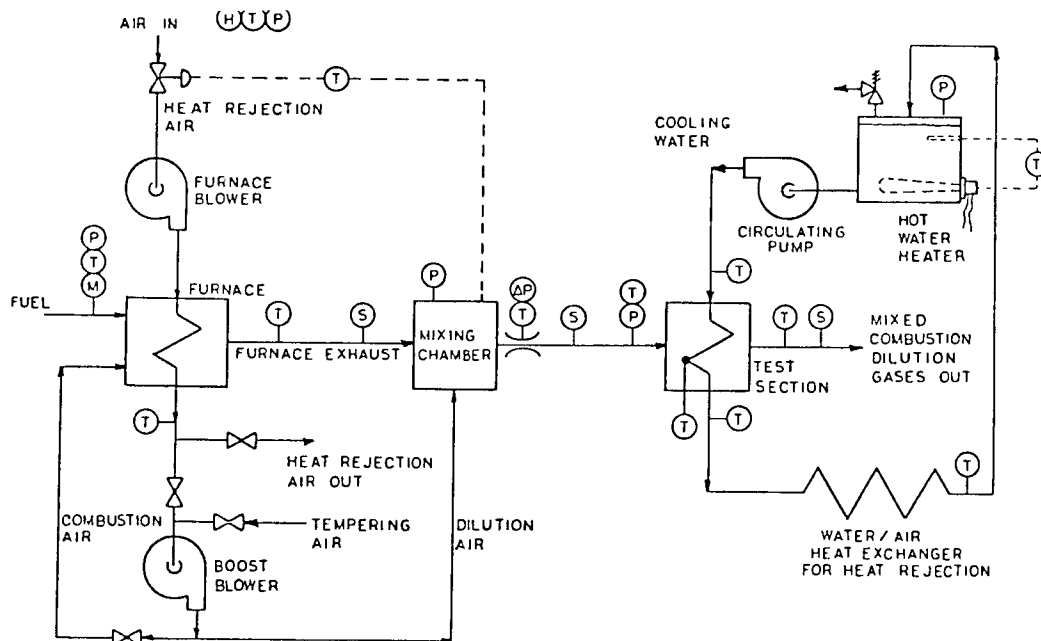 AIR IN
H T P
T
HEAT REJECTION
AIR
FURNACE
BLOWER
P
T
M
FUEL
FURNACE
T
S
FURNACE EXHAUST
P
MIXING
CHAMBER
ΔP
T
S
T
P
COOLING
WATER
CIRCULATING
PUMP
P
T
HOT
WATER
HEATER
T
T
S
MIXED
COMBUSTION
DILUTION
GASES OUT
TEST
SECTION
T
T
T
WATER/AIR
HEAT EXCHANGER
FOR HEAT REJECTION
T
HEAT REJECTION
AIR OUT
COMBUSTION
AIR
TEMPERING
AIR
DILUTION
AIR
BOOST
BLOWER